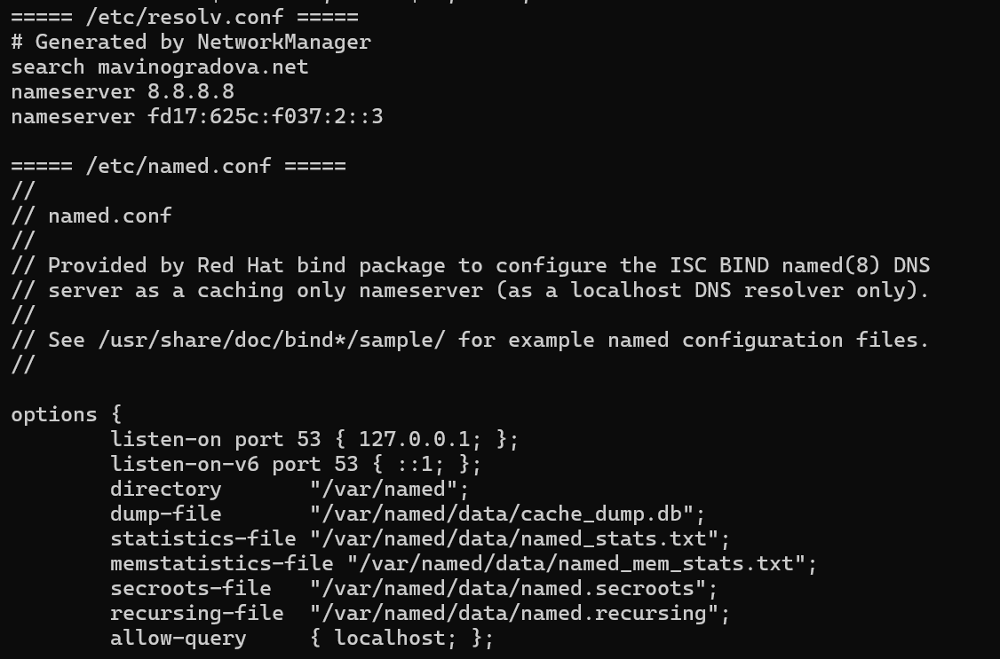 ===== /etc/resolv.conf =====
# Generated by NetworkManager
search mavinogradova.net
nameserver 8.8.8.8
nameserver fd17:625c:f037:2::3

===== /etc/named.conf =====
//
// named.conf
//
// Provided by Red Hat bind package to configure the ISC BIND named(8) DNS
// server as a caching only nameserver (as a localhost DNS resolver only).
//
// See /usr/share/doc/bind*/sample/ for example named configuration files.
//

options {
        listen-on port 53 { 127.0.0.1; };
        listen-on-v6 port 53 { ::1; };
        directory       "/var/named";
        dump-file       "/var/named/data/cache_dump.db";
        statistics-file "/var/named/data/named_stats.txt";
        memstatistics-file "/var/named/data/named_mem_stats.txt";
        secroots-file   "/var/named/data/named.secroots";
        recursing-file  "/var/named/data/named.recursing";
        allow-query     { localhost; };